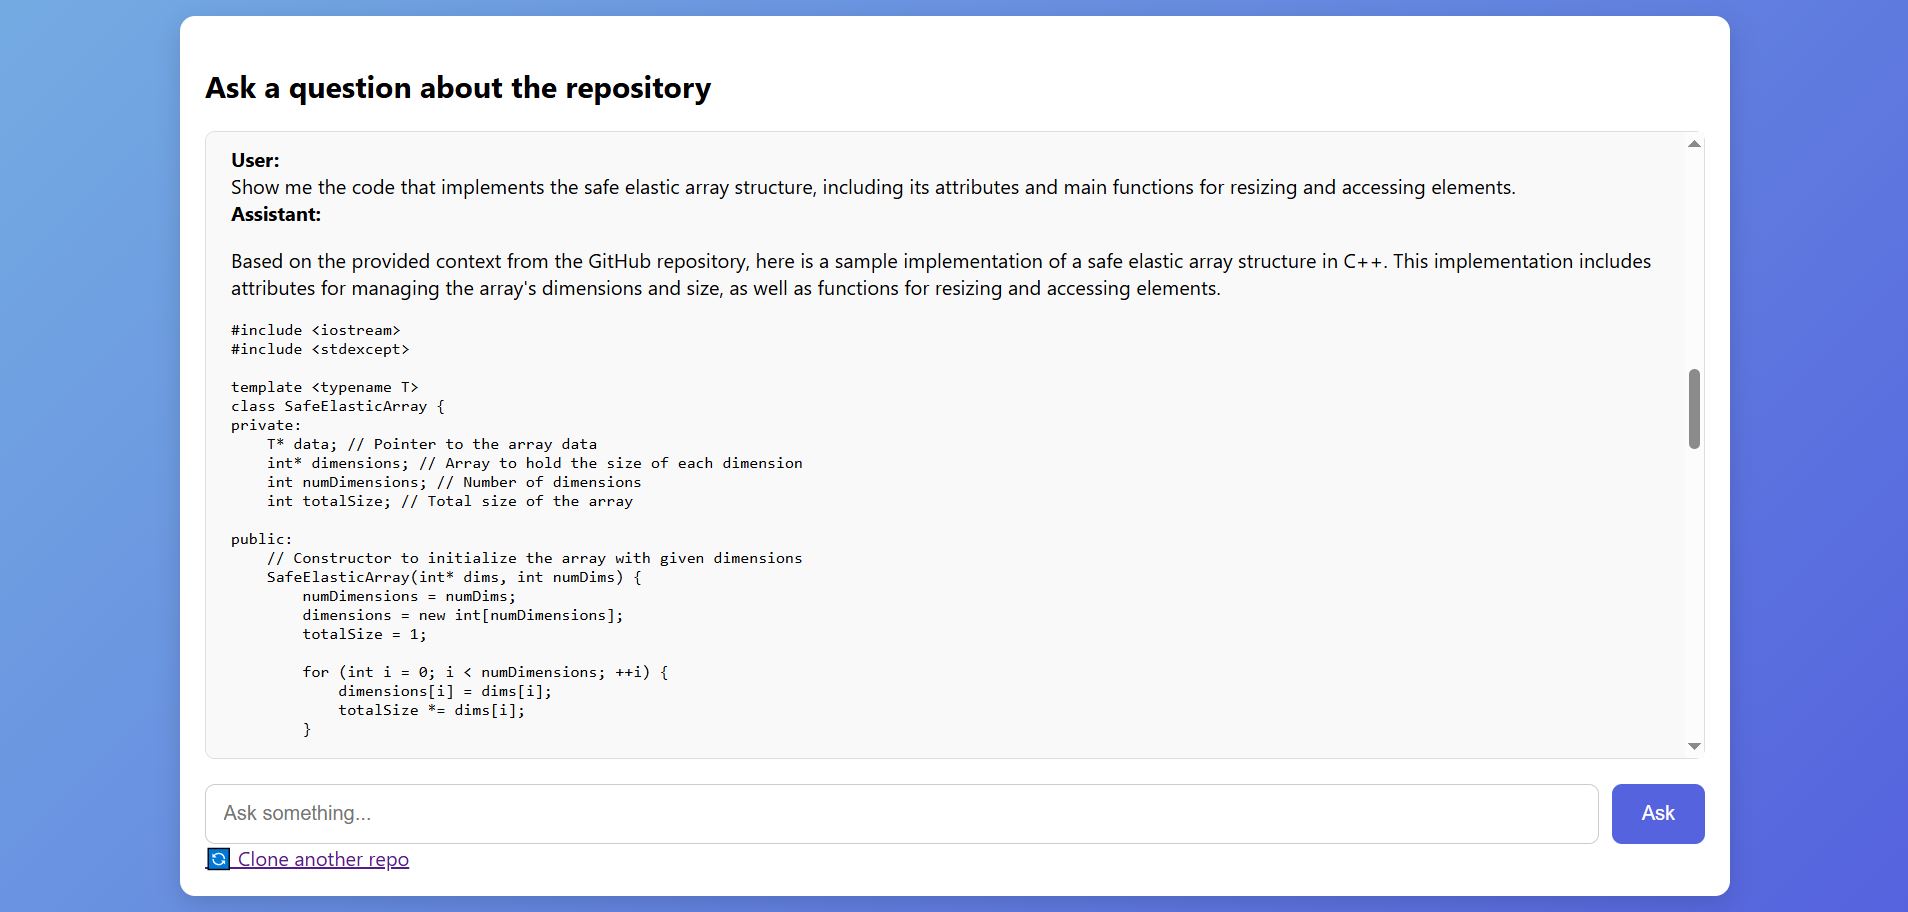 Ask a question about the repository
User:
Show me the code that implements the safe elastic array structure, including its attributes and main functions for resizing and accessing elements.
Assistant:
Based on the provided context from the GitHub repository, here is a sample implementation of a safe elastic array structure in C++. This implementation includes
attributes for managing the array's dimensions and size, as well as functions for resizing and accessing elements.
#include <iostream>
#include <stdexcept>
template <typename T>
class SafeElasticArray {
private:
    T* data; // Pointer to the array data
    int* dimensions; // Array to hold the size of each dimension
    int numDimensions; // Number of dimensions
    int totalSize; // Total size of the array
public:
    // Constructor to initialize the array with given dimensions
    SafeElasticArray(int* dims, int numDims) {
        numDimensions = numDims;
        dimensions = new int[numDimensions];
        totalSize = 1;
        for (int i = 0; i < numDimensions; ++i) {
            dimensions[i] = dims[i];
            totalSize *= dims[i];
        }
Ask something...
Ask
Clone another repo